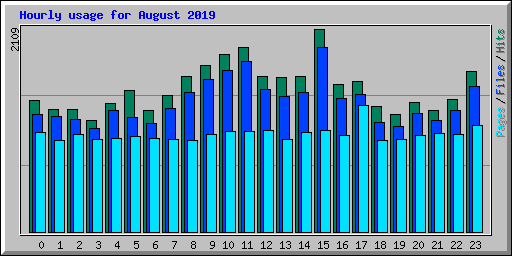 Hourly usage for August 2019
2109
Pages/Files/Hits
0 1 2 3 4 5 6 7 8 9 10 11 12 13 14 15 16 17 18 19 20 21 22 23